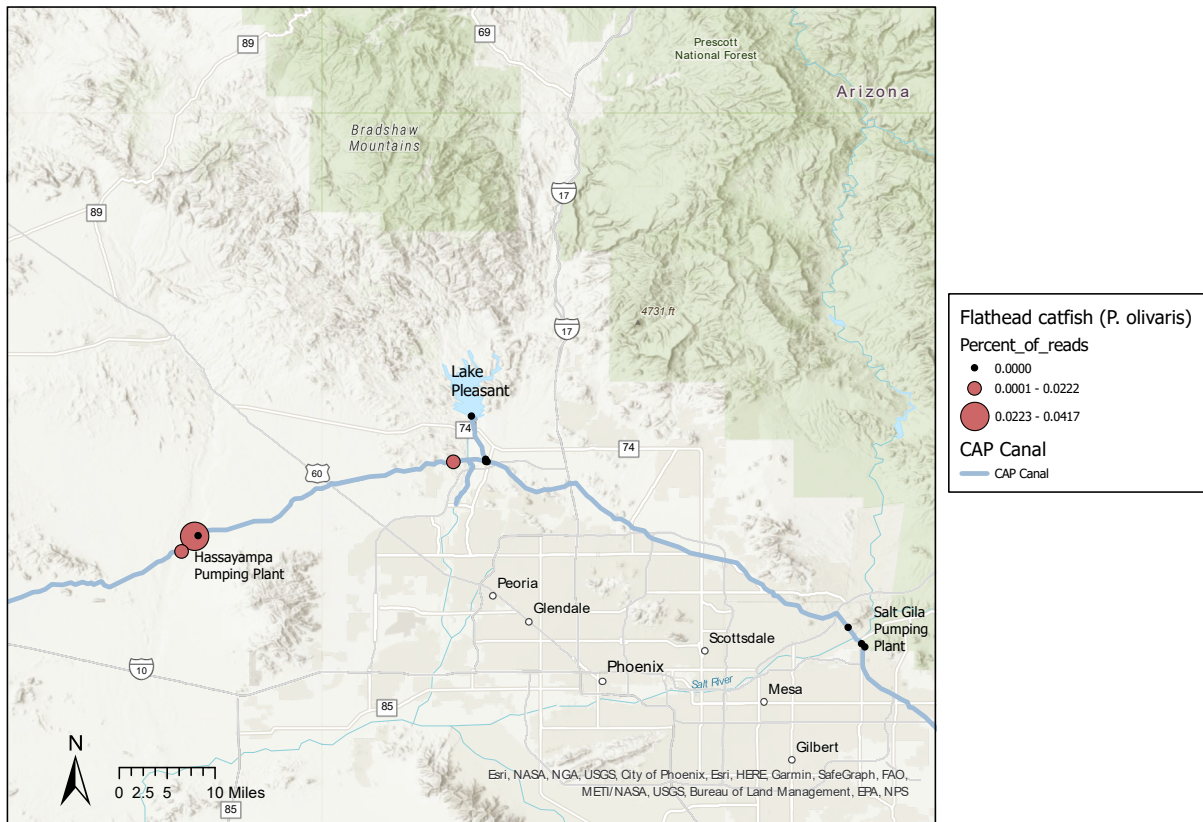 89
69
Prescott
National Forest
Arizona
Bradshaw
Mountains
17
89
4731 ft
17
Lake
Pleasant
74
74
60
Hassayampa
Pumping Plant
Peoria
Glendale
Salt Gila
Pumping
Plant
Scottsdale
10
Phoenix
Salt River
Mesa
85
Gilbert
N
0 2.5 5 10 Miles
85
Esri, NASA, NGA, USGS, City of Phoenix, Esri, HERE, Garmin, SafeGraph, FAO,
METI/NASA, USGS, Bureau of Land Management, EPA, NPS
Flathead catfish (P. olivaris)
Percent_of_reads
0.0000
0.0001 - 0.0222
0.0223 - 0.0417
CAP Canal
CAP Canal